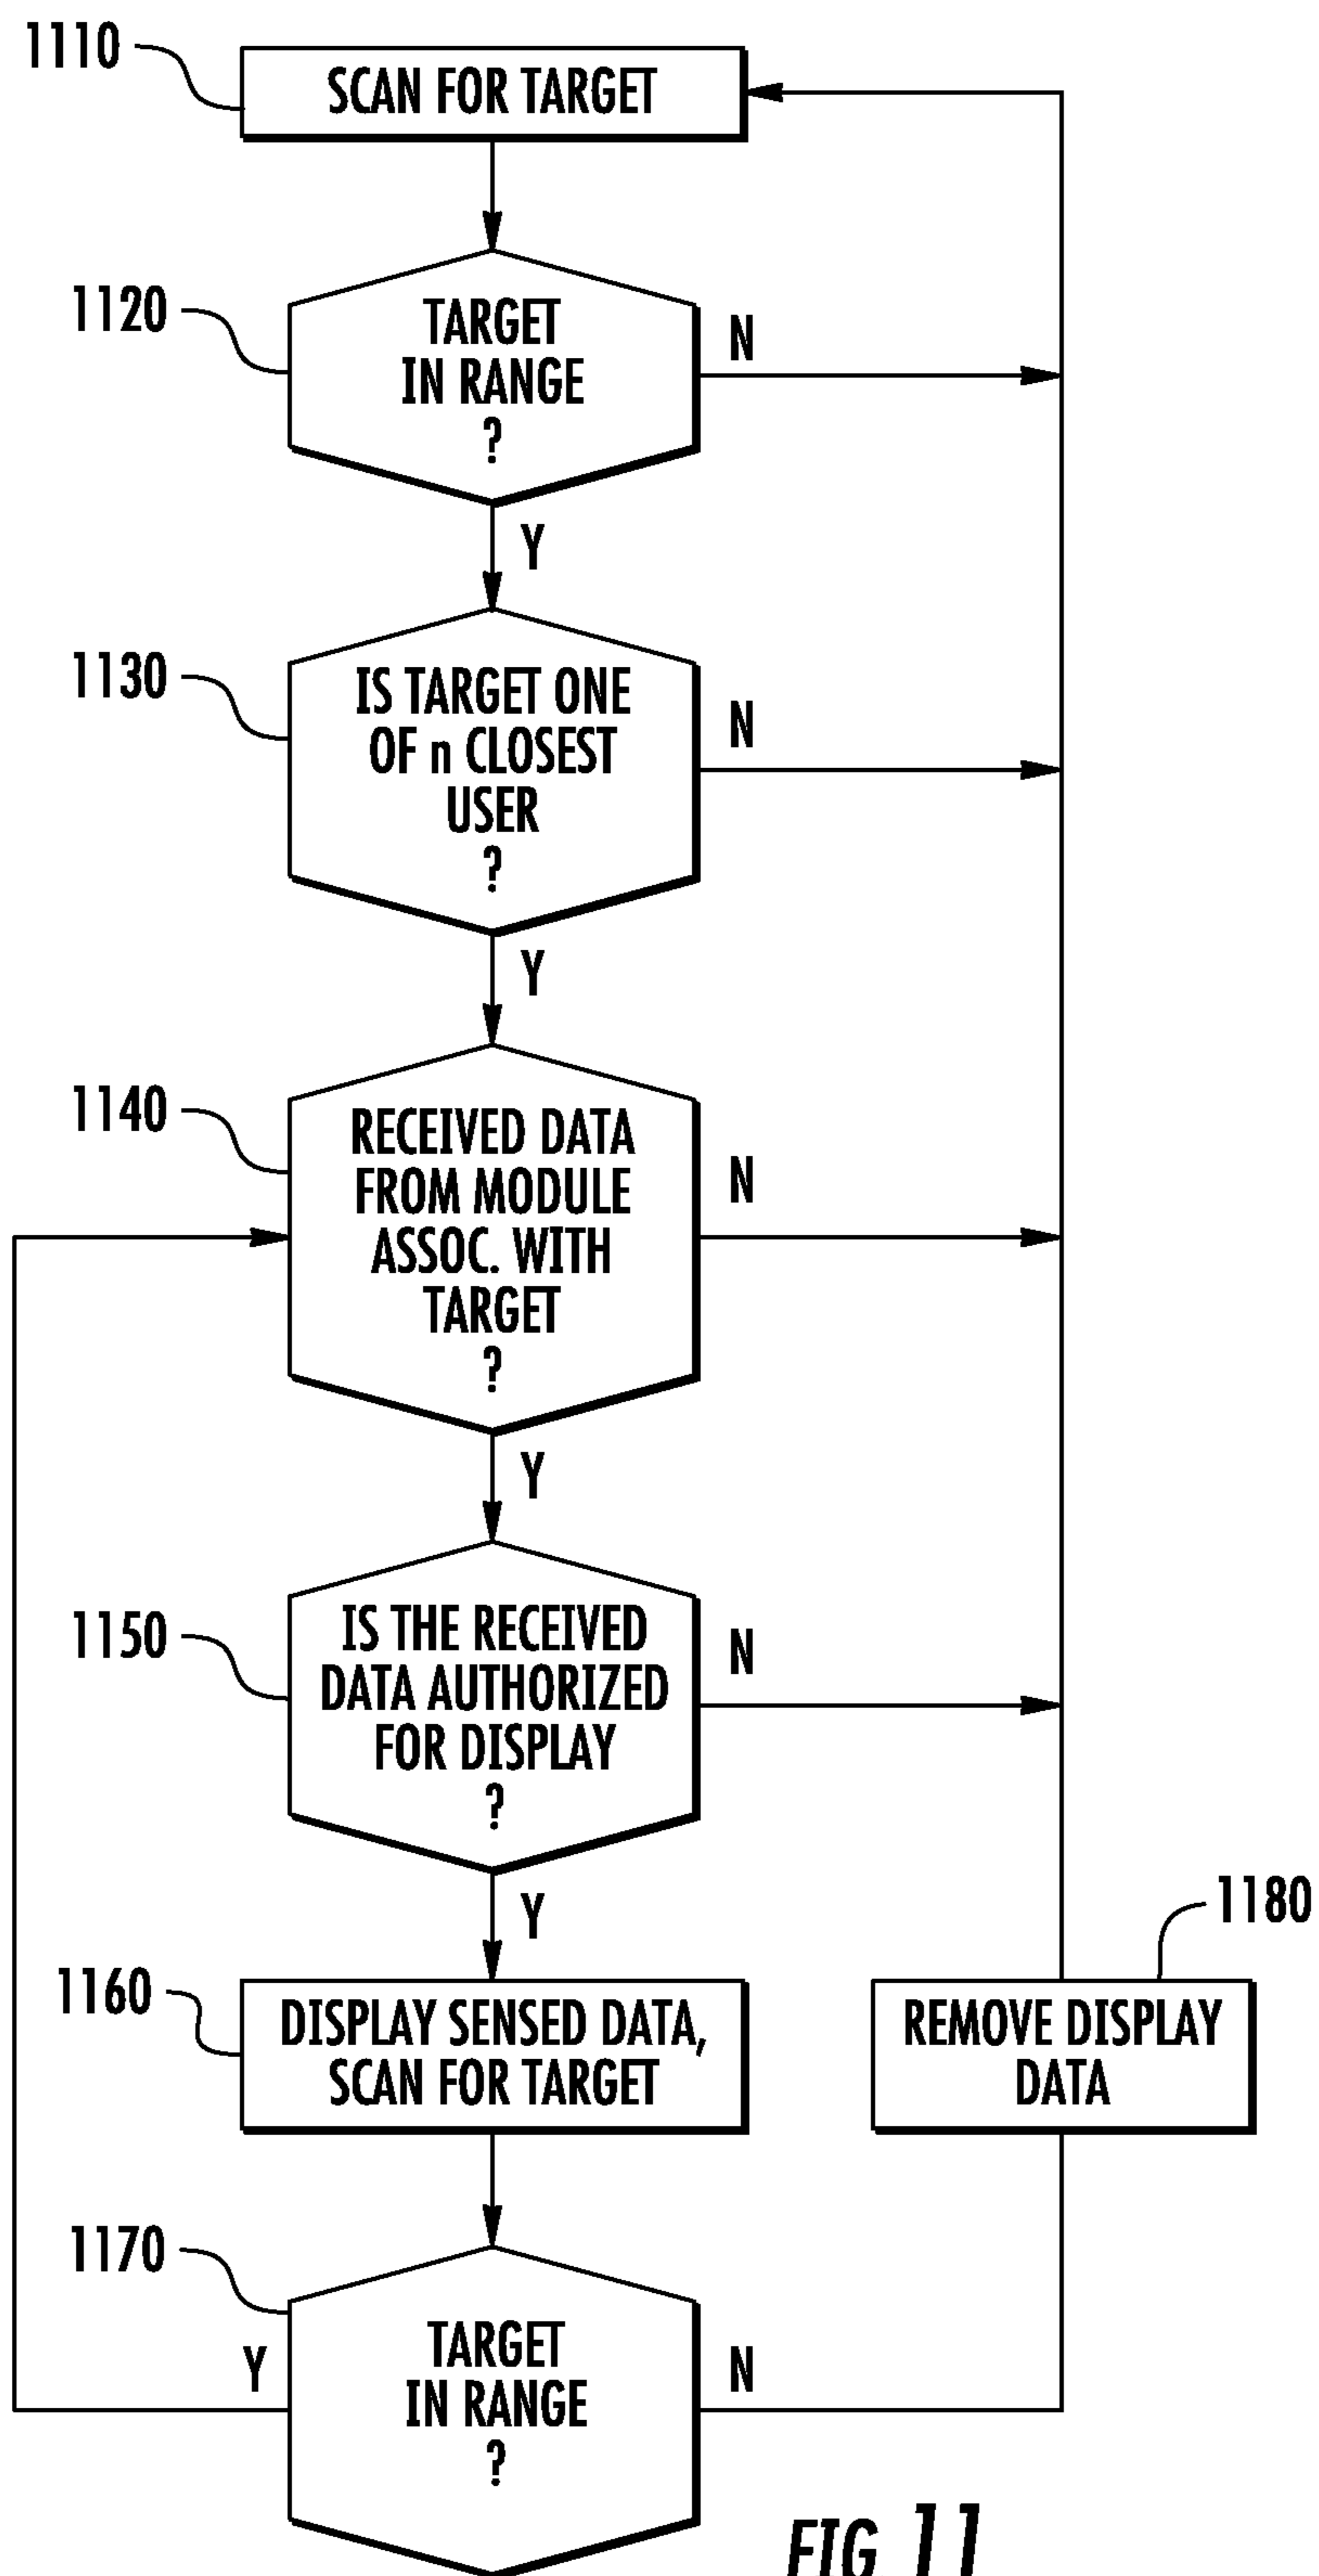 1110
SCAN FOR TARGET
1120
TARGET
IN RANGE
?
N
Y
1130
IS TARGET ONE
OF n CLOSEST
USER
?
N
Y
1140
RECEIVED DATA
FROM MODULE
ASSOC. WITH
TARGET
?
N
Y
1150
IS THE RECEIVED
DATA AUTHORIZED
FOR DISPLAY
?
N
Y
1160
DISPLAY SENSED DATA,
SCAN FOR TARGET
1180
REMOVE DISPLAY
DATA
1170
TARGET
IN RANGE
?
Y
N
FIG 11